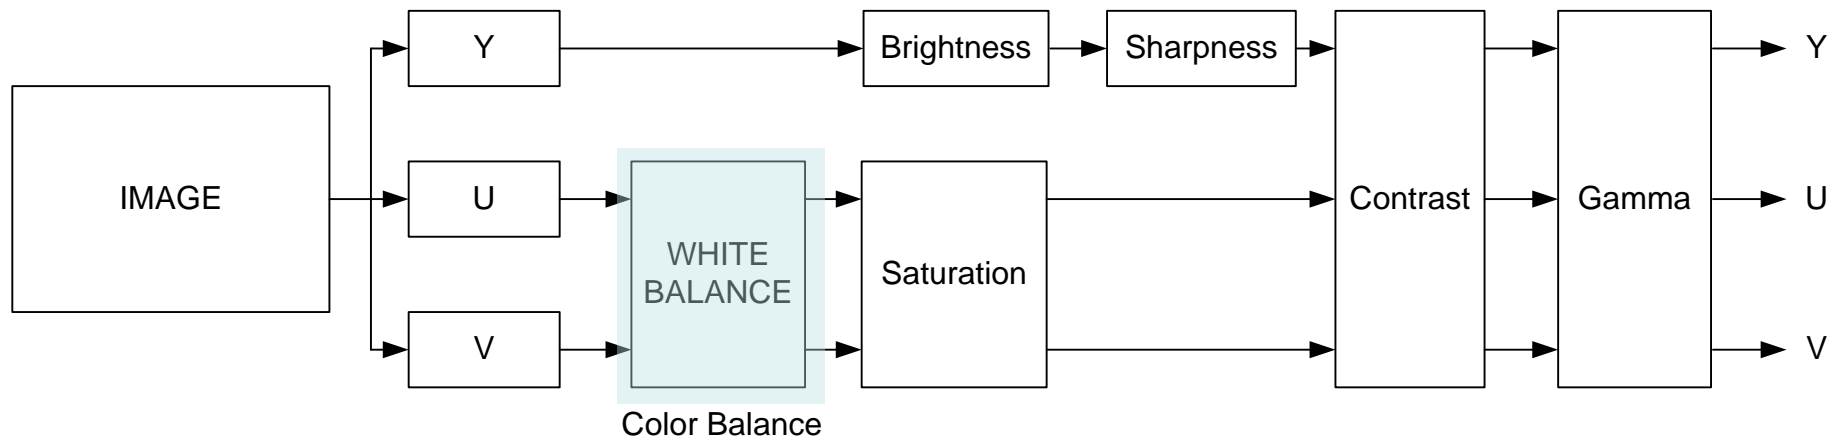 Y
Brightness
Sharpness
Y
IMAGE
U
WHITE
BALANCE
Saturation
Contrast
Gamma
U
V
V
Color Balance